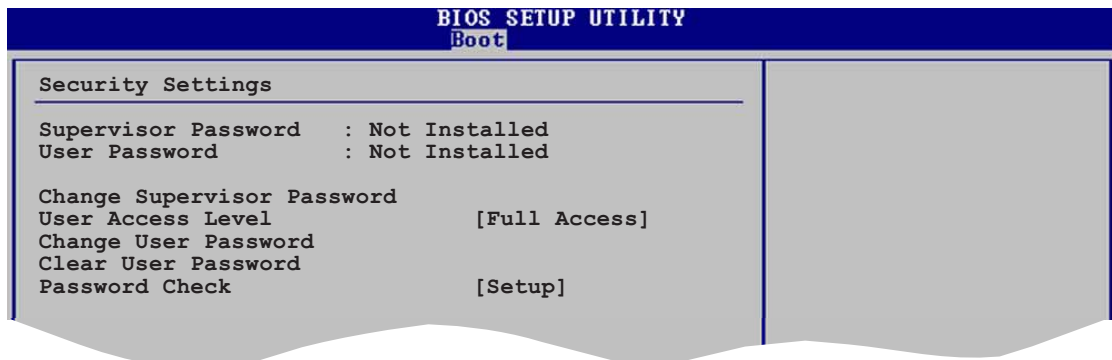 BIOS SETUP UTILITY
Boot
Security Settings
Supervisor Password : Not Installed
User Password : Not Installed
Change Supervisor Password
User Access Level [Full Access]
Change User Password
Clear User Password
Password Check [Setup]